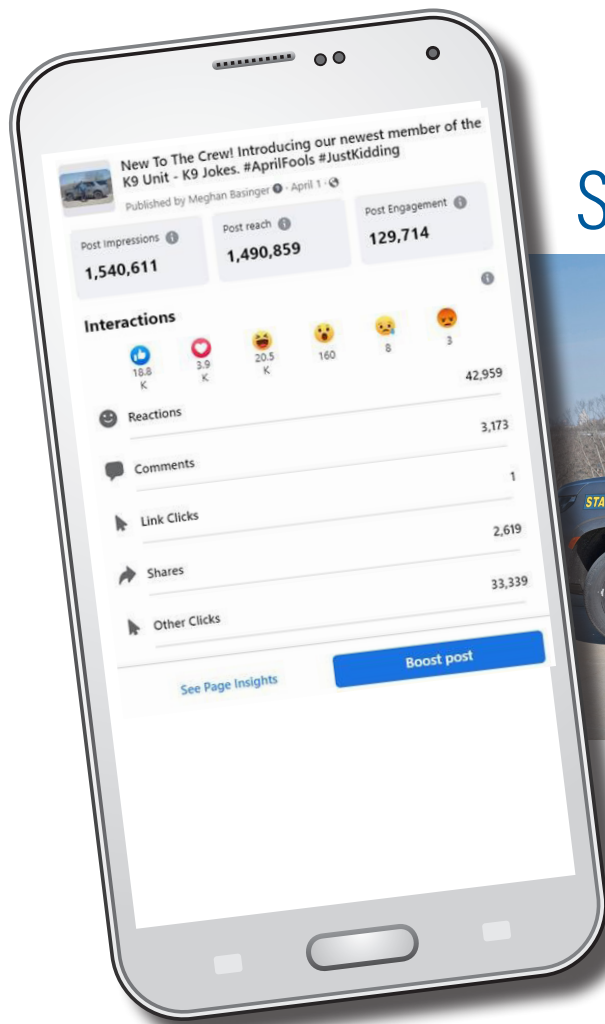 New To The Crew! Introducing our newest member of the
K9 Unit - K9 Jokes. #AprilFools #JustKidding
Published by Meghan Basinger · April 1 ·
Post Impressions
1,540,611
Post reach
1,490,859
Post Engagement
129,714
Interactions
18.8 K
3.9 K
20.5 K
160
8
3
Reactions 42,959
Comments 3,173
Link Clicks 1
Shares 2,619
Other Clicks 33,339
See Page Insights
Boost post
S
STA